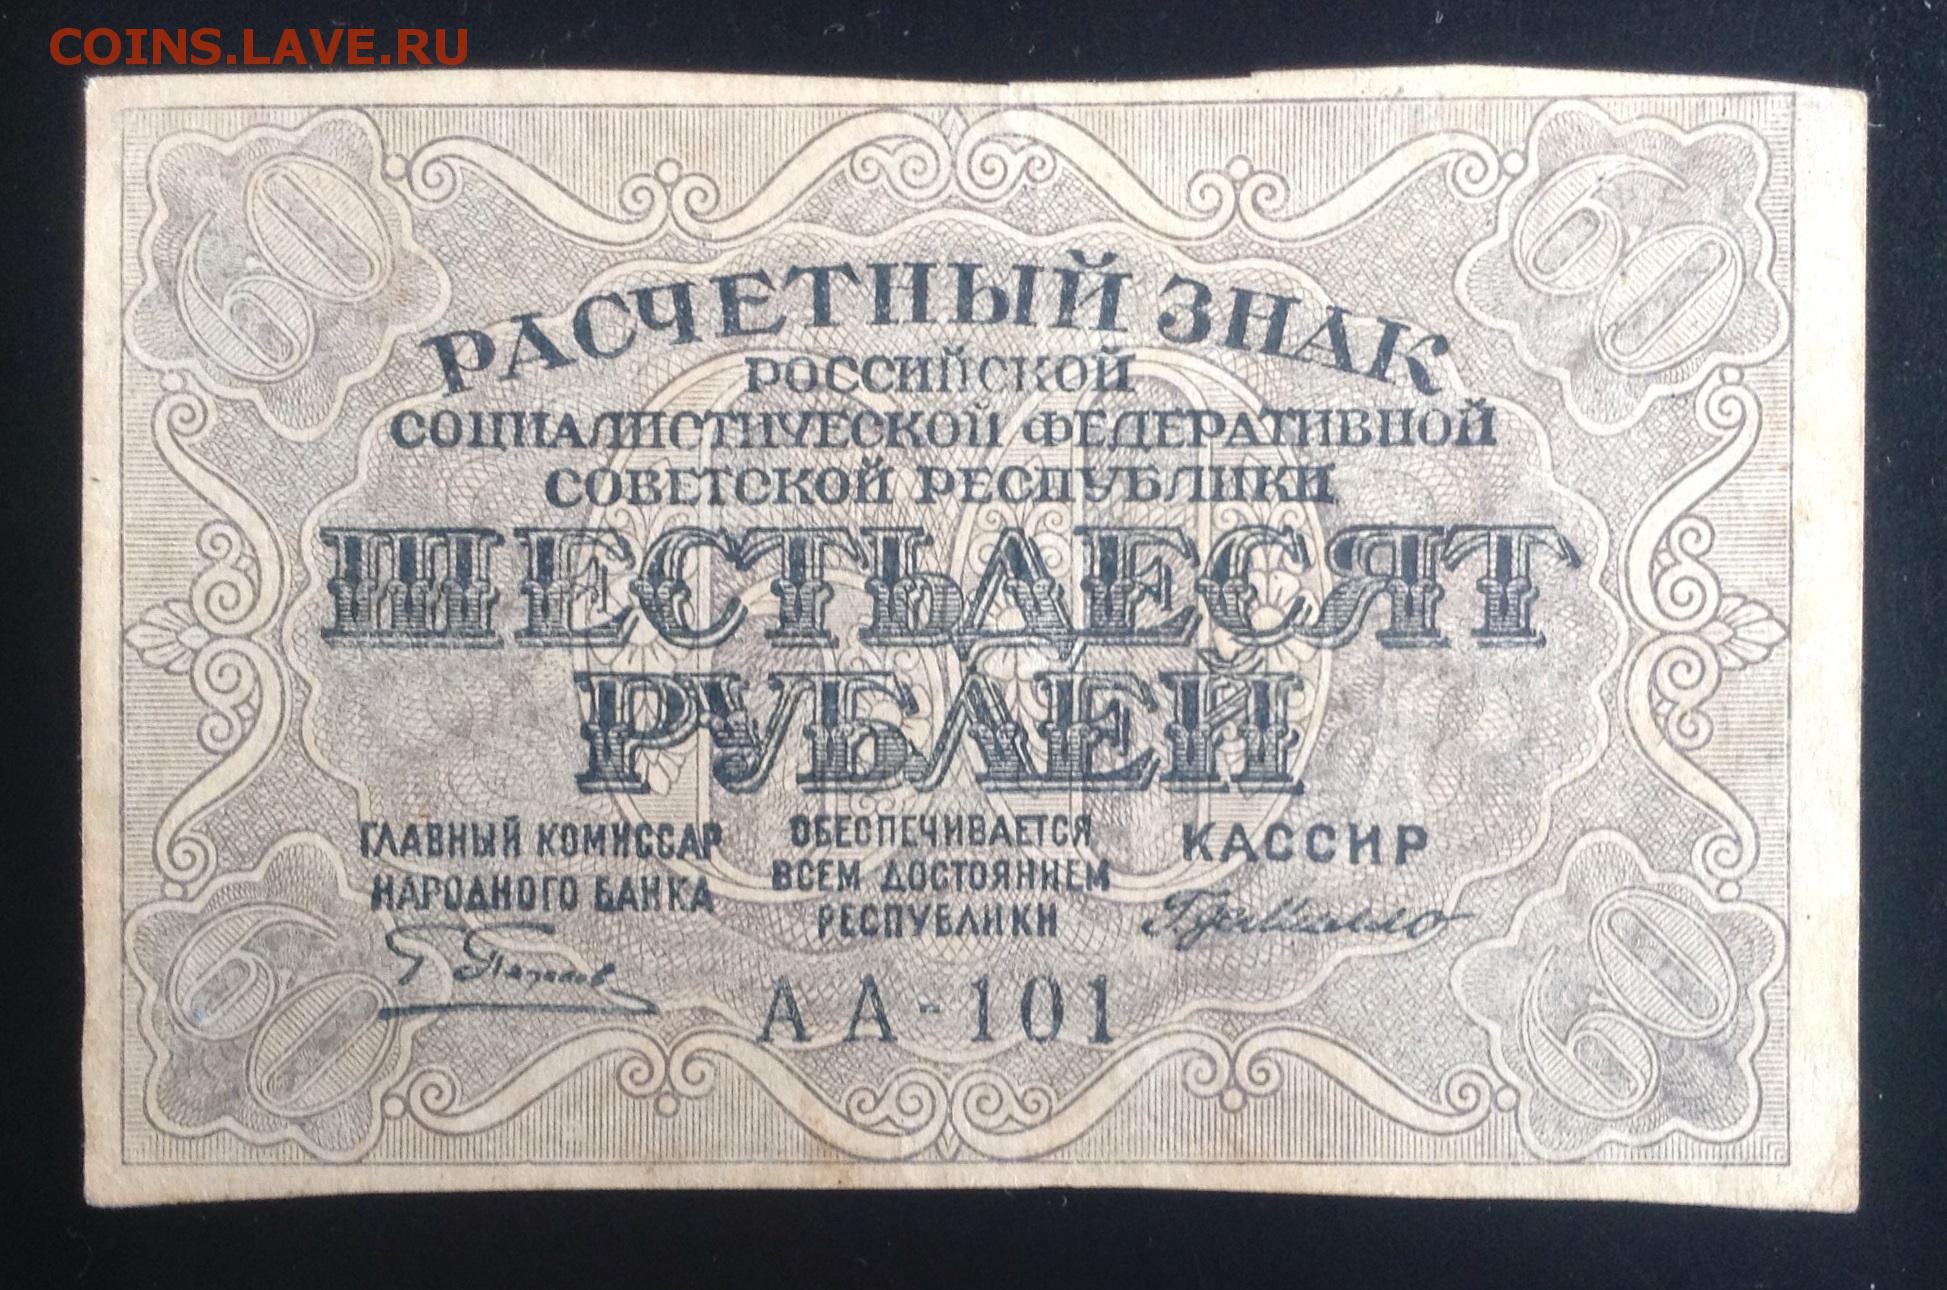 COINS.LAVE.RU
60
60
РАСЧЕТНЫЙ ЗНАК
РОССИЙСКОЙ
СОЦИАЛИСТИЧЕСКОЙ ФЕДЕРАТИВНОЙ
СОВЕТСКОЙ РЕСПУБЛИКИ
ШЕСТЬДЕСЯТ
РУБЛЕЙ
60
ГЛАВНЫЙ КОМИССАР
НАРОДНОГО БАНКА
ОБЕСПЕЧИВАЕТСЯ
ВСЕМ ДОСТОЯНИЕМ
РЕСПУБЛИКИ
КАССИР
АА-101
60
60